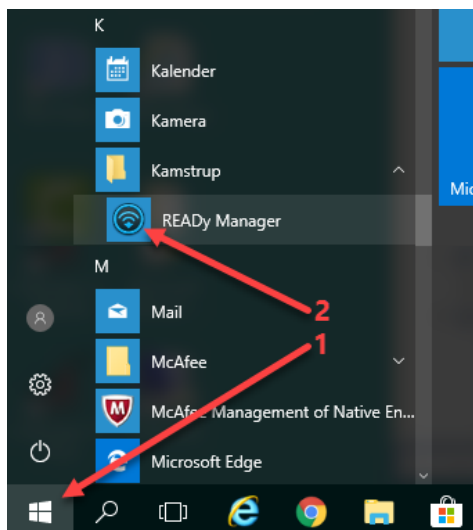 K
Kalender
Kamera
Kamstrup
READy Manager
Mic
M
Mail
2
1
McAfee
McAfee Management of Native En...
Microsoft Edge